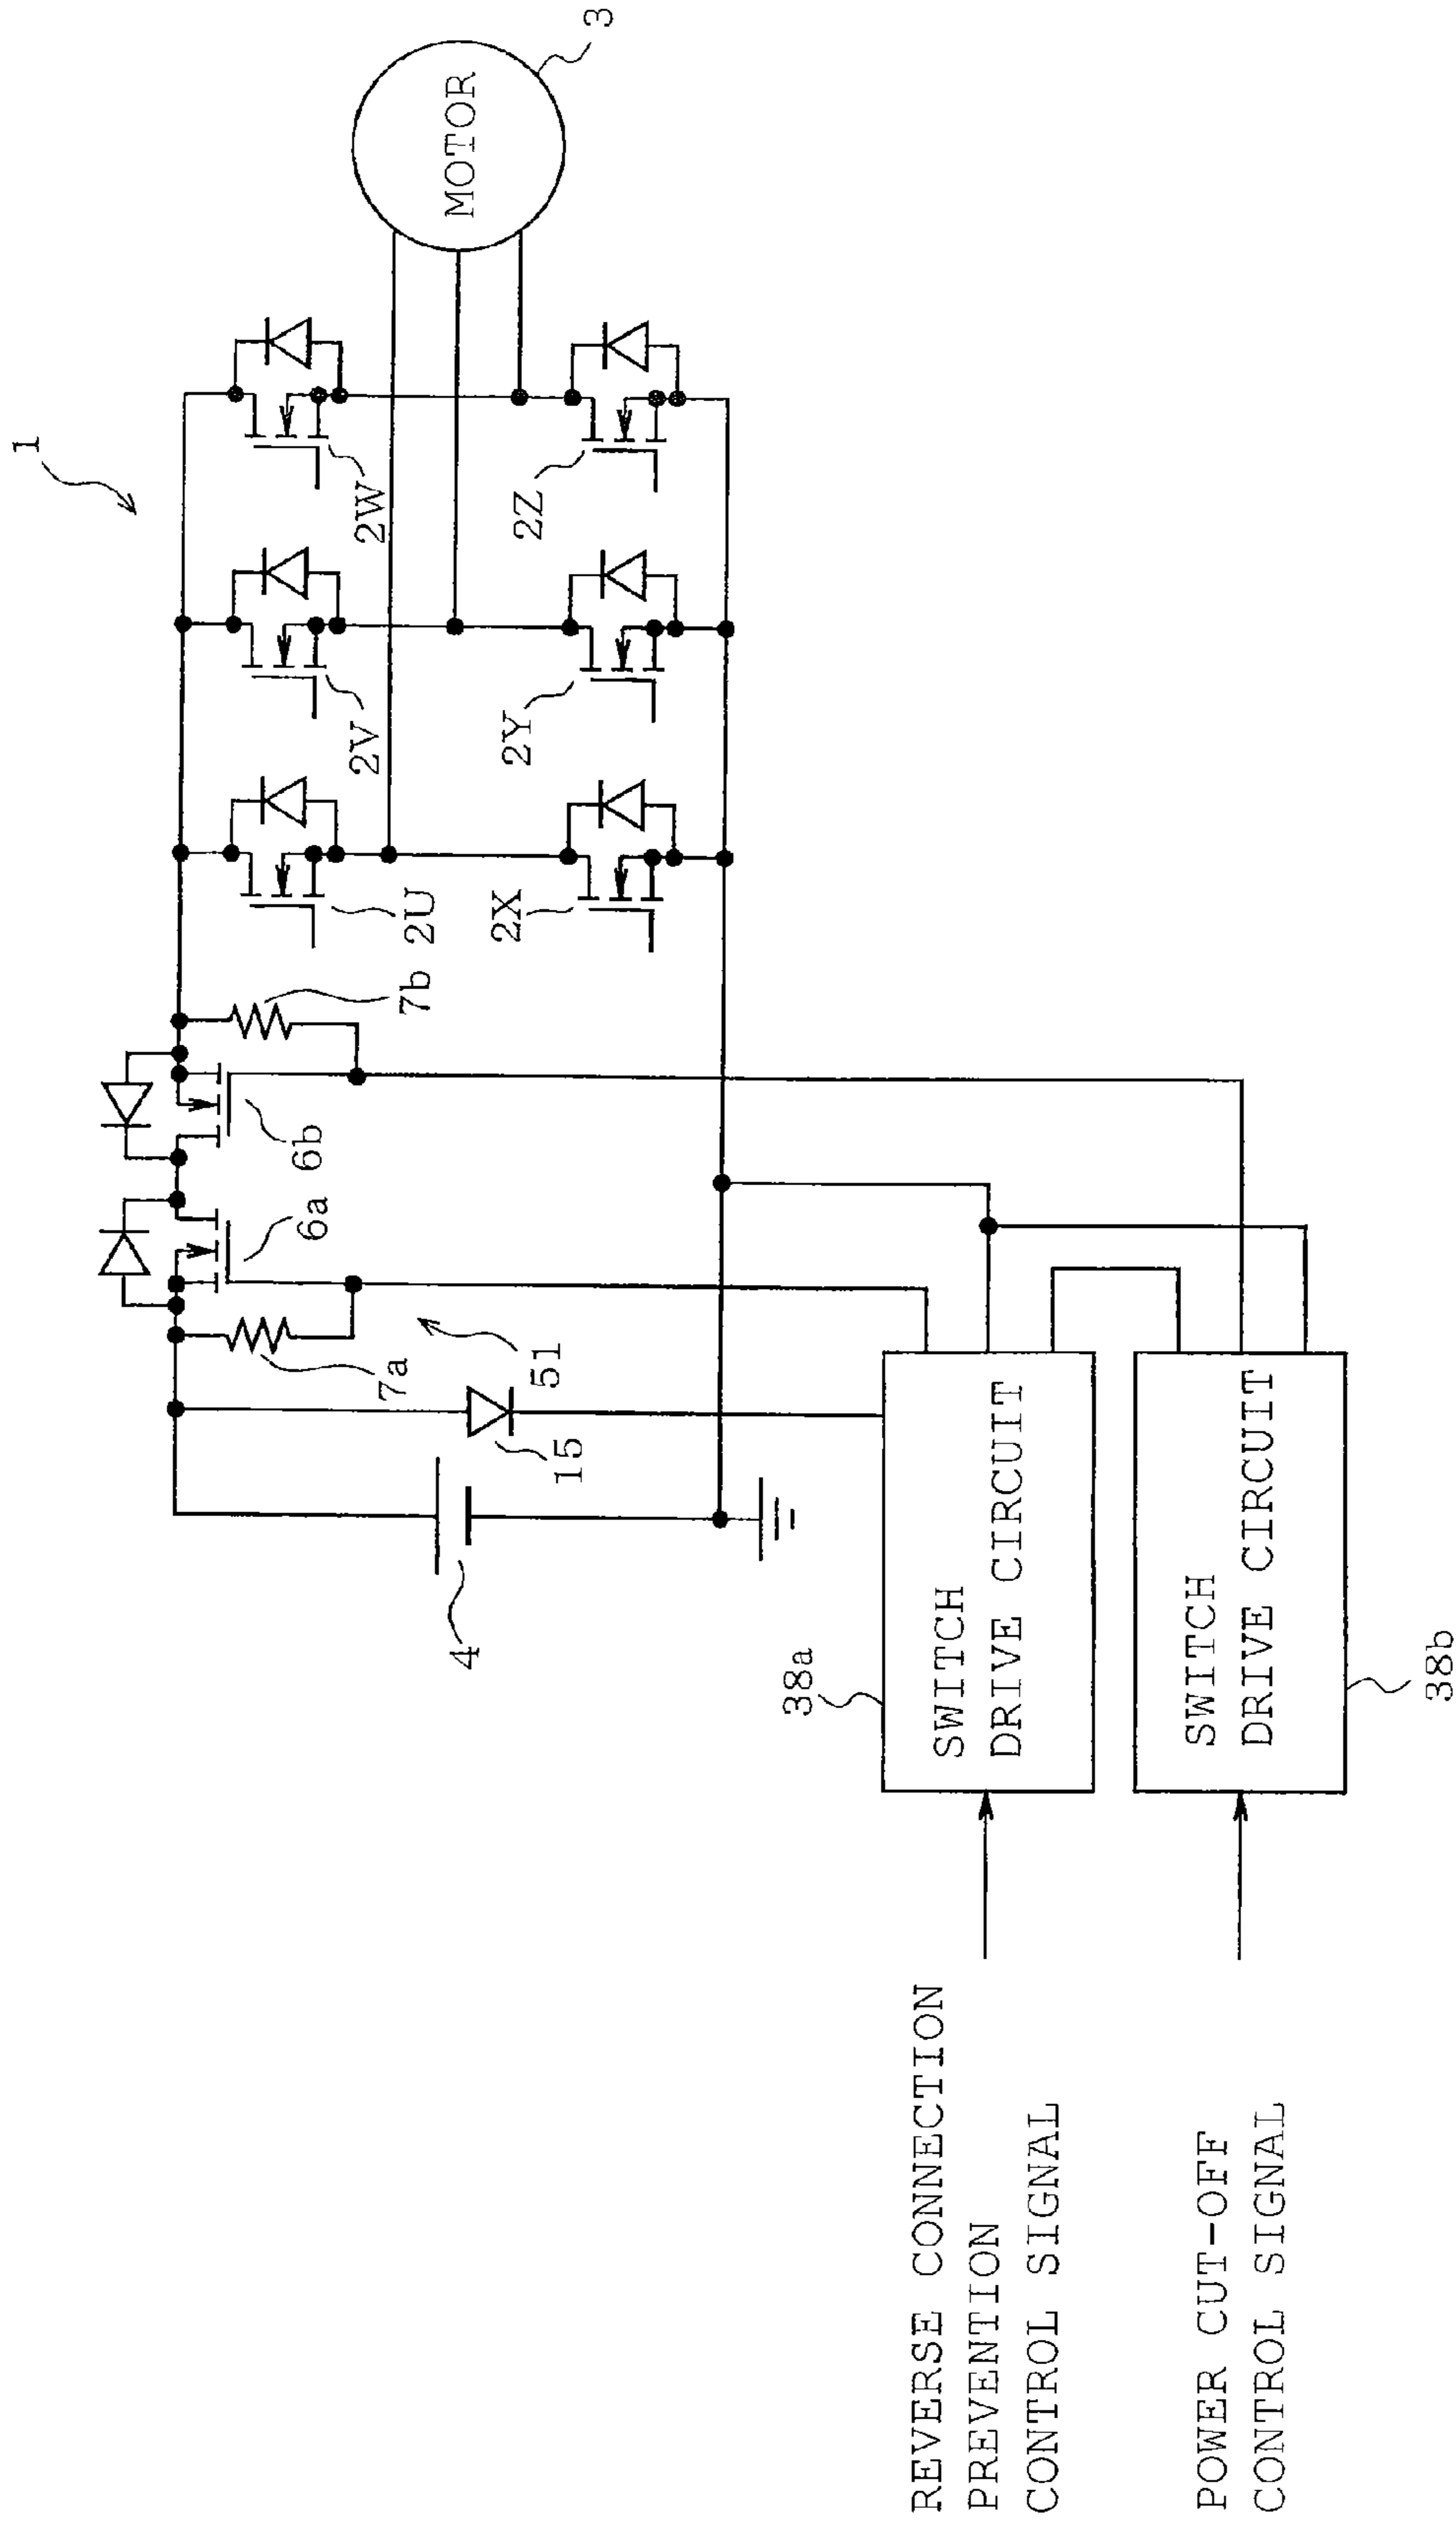 1
7a
6a
6b
7b
2U
2V
2W
51
15
4
2X
2Y
2Z
MOTOR
3
38a
REVERSE CONNECTION
PREVENTION
CONTROL SIGNAL
SWITCH
DRIVE CIRCUIT
POWER CUT-OFF
CONTROL SIGNAL
SWITCH
DRIVE CIRCUIT
38b